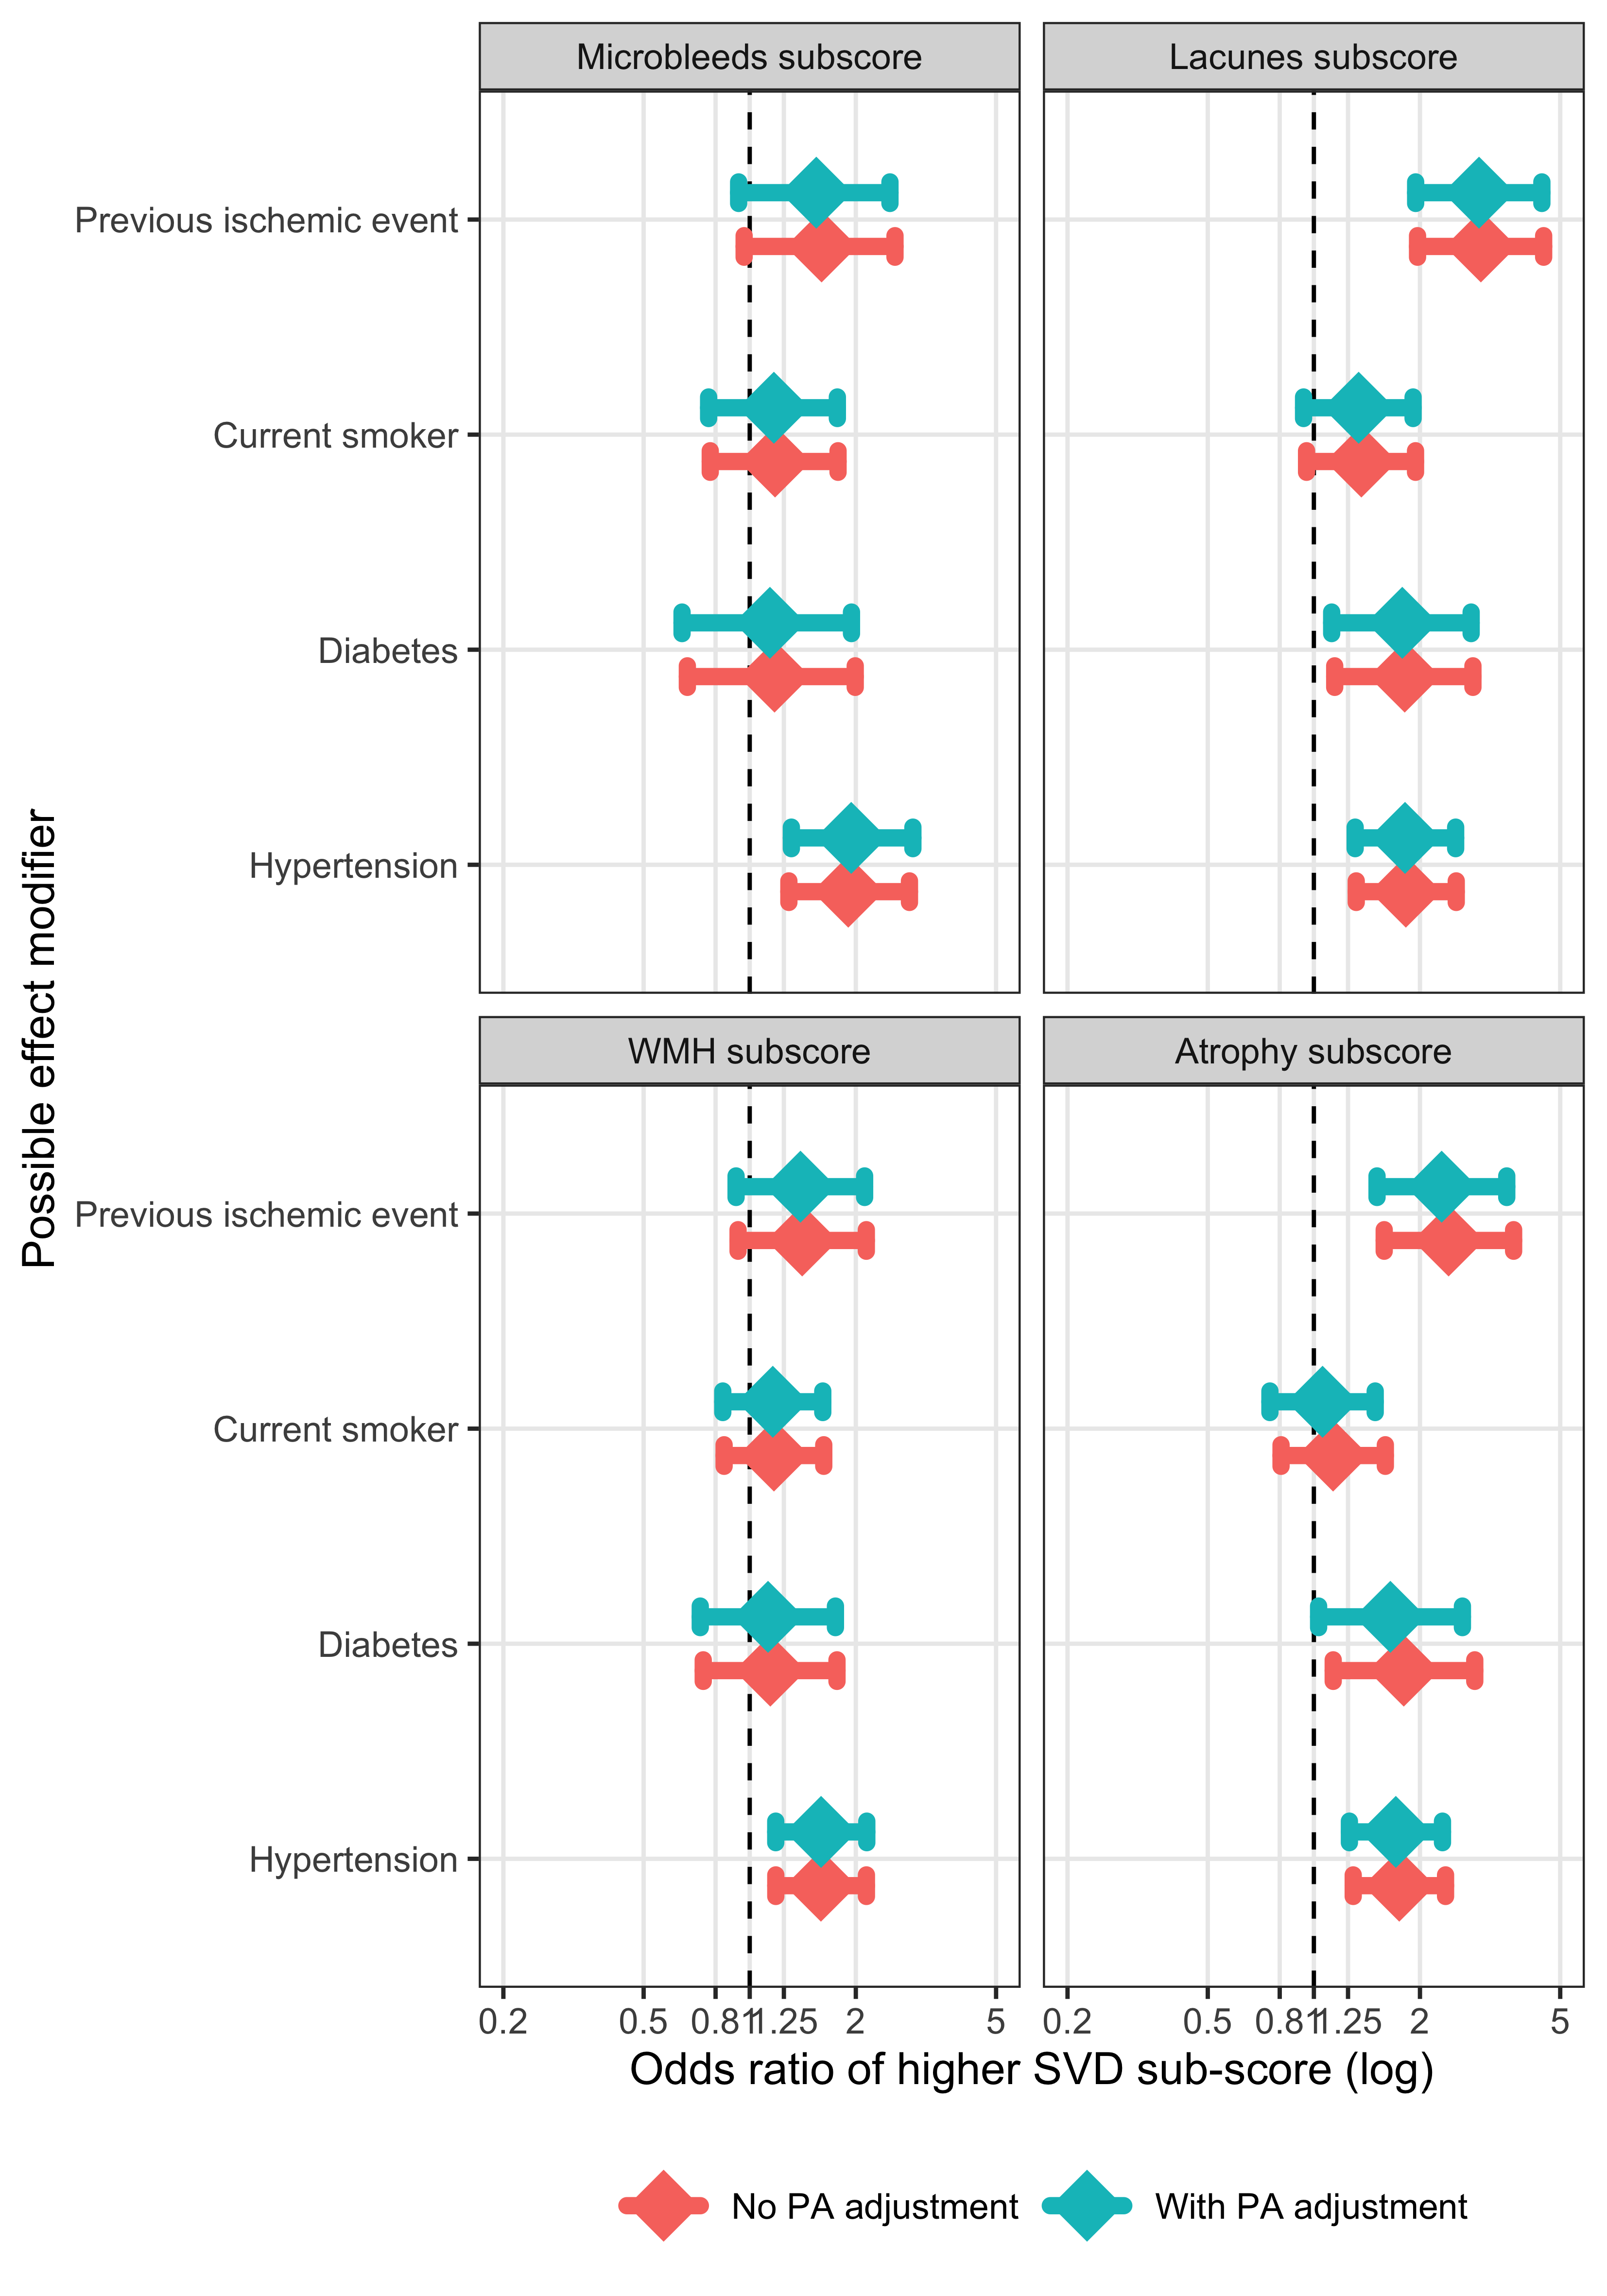 Microbleeds subscore
Lacunes subscore
Previous ischemic event
Current smoker
Diabetes
Hypertension
WMH subscore
Atrophy subscore
Possible effect modifier
Previous ischemic event
Current smoker
Diabetes
Hypertension
0.2 0.5 0.8 1 1.25 2 5
0.2 0.5 0.8 1 1.25 2 5
Odds ratio of higher SVD sub-score (log)
No PA adjustment
With PA adjustment